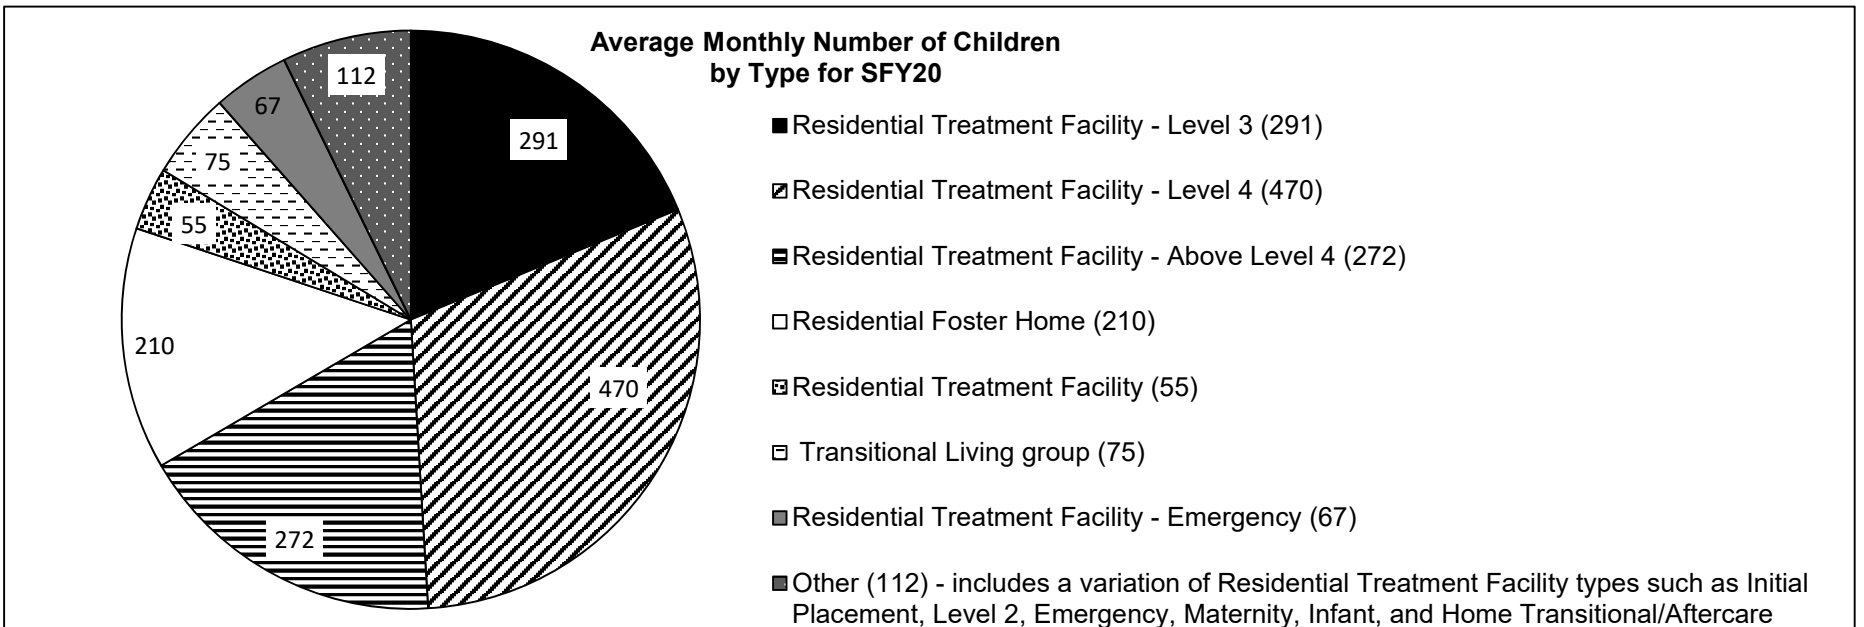 Average Monthly Number of Children
by Type for SFY20
112
67
291
75
55
210
470
272
Residential Treatment Facility - Level 3 (291)
Residential Treatment Facility - Level 4 (470)
Residential Treatment Facility - Above Level 4 (272)
Residential Foster Home (210)
Residential Treatment Facility (55)
Transitional Living group (75)
Residential Treatment Facility - Emergency (67)
Other (112) - includes a variation of Residential Treatment Facility types such as Initial
Placement, Level 2, Emergency, Maternity, Infant, and Home Transitional/Aftercare